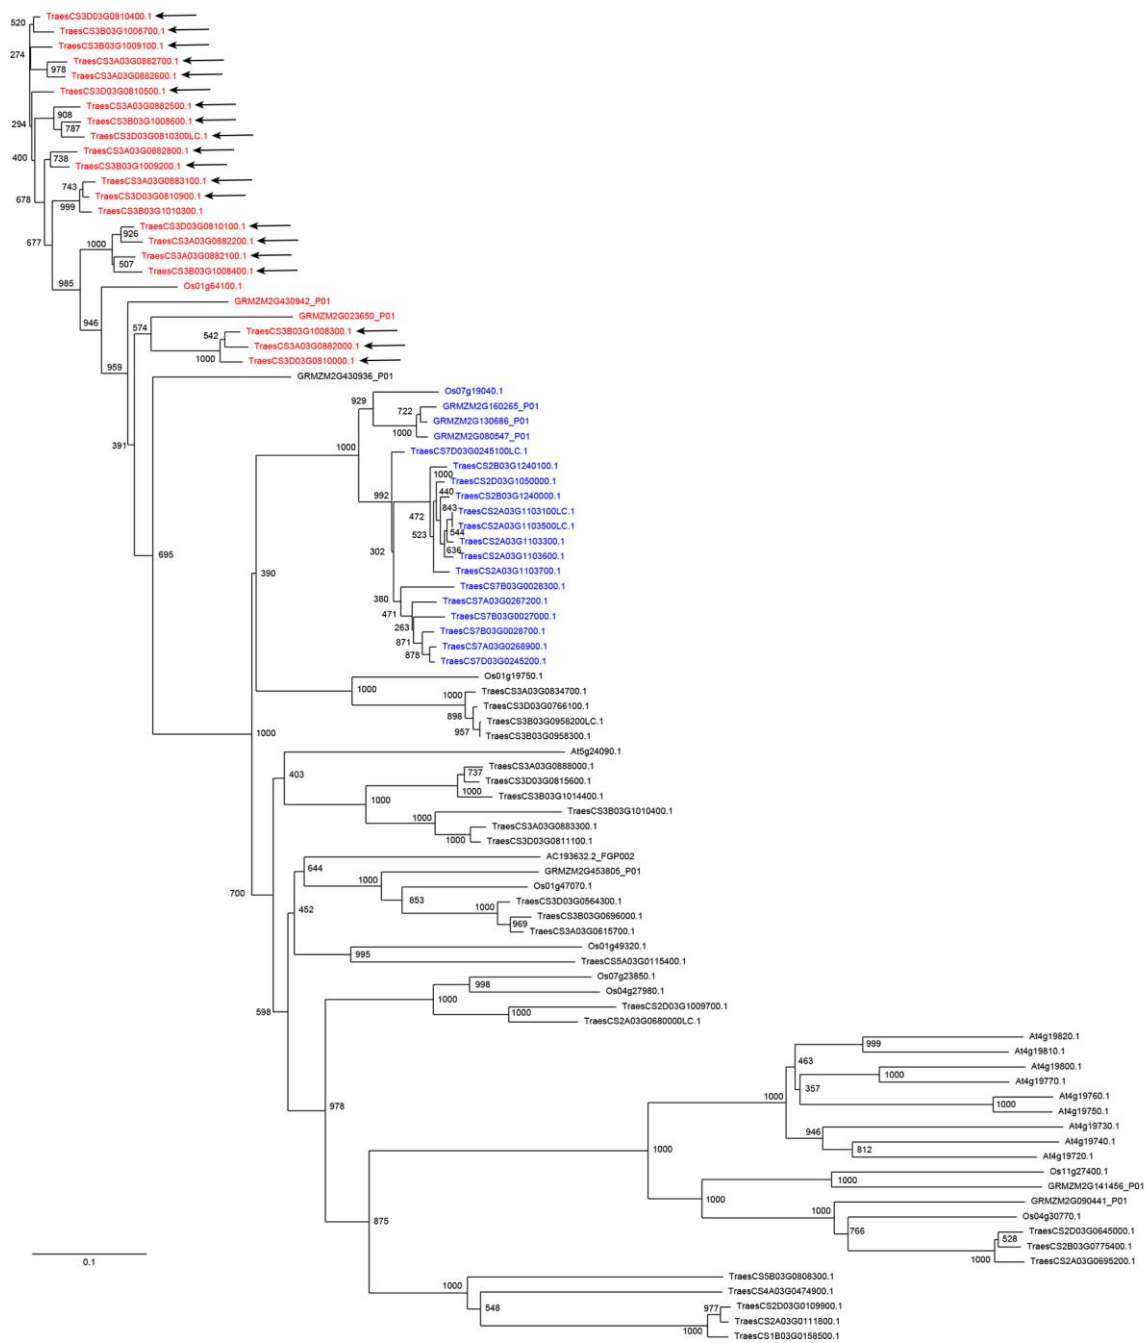 TraesCS3D03G0810400.1
520
TraesCS3B03G1008700.1
TraesCS3B03G1009100.1
274
TraesCS3A03G0882700.1
978
TraesCS3A03G0882600.1
TraesCS3D03G0810500.1
TraesCS3A03G0882500.1
908
TraesCS3B03G1008600.1
294
787
TraesCS3D03G0810300LC.1
TraesCS3A03G0882800.1
400
738
TraesCS3B03G1009200.1
TraesCS3A03G0883100.1
743
TraesCS3D03G0810900.1
678
999
TraesCS3B03G1010300.1
TraesCS3D03G0810100.1
926
677
1000
TraesCS3A03G0882200.1
TraesCS3A03G0882100.1
507
TraesCS3B03G1008400.1
985
Os01g64100.1
GRMZM2G430942_P01
GRMZM2G023650_P01
946
574
TraesCS3B03G1008300.1
542
TraesCS3A03G0882000.1
1000
TraesCS3D03G0810000.1
959
GRMZM2G430936_P01
Os07g19040.1
929
GRMZM2G160265_P01
722
GRMZM2G130686_P01
1000
GRMZM2G080547_P01
391
1000
TraesCS7D03G0245100LC.1
TraesCS2B03G1240100.1
1000
TraesCS2D03G1050000.1
440
992
TraesCS2B03G1240000.1
843
TraesCS2A03G1103100LC.1
472
TraesCS2A03G1103500LC.1
544
523
TraesCS2A03G1103300.1
636
302
695
TraesCS2A03G1103600.1
TraesCS2A03G1103700.1
390
TraesCS7B03G0028300.1
380
TraesCS7A03G0267200.1
471
TraesCS7B03G0027000.1
263
TraesCS7B03G0028700.1
871
TraesCS7A03G0268900.1
878
TraesCS7D03G0245200.1
Os01g19750.1
1000
1000
TraesCS3A03G0834700.1
TraesCS3D03G0766100.1
898
TraesCS3B03G0958200LC.1
957
1000
TraesCS3B03G0958300.1
At5g24090.1
TraesCS3A03G0888000.1
403
737
TraesCS3D03G0815600.1
1000
TraesCS3B03G1014400.1
1000
TraesCS3B03G1010400.1
1000
TraesCS3A03G0883300.1
1000
TraesCS3D03G0811100.1
AC193632.2_FGP002
644
GRMZM2G453805_P01
1000
Os01g47070.1
700
853
TraesCS3D03G0564300.1
1000
452
TraesCS3B03G0696000.1
969
TraesCS3A03G0615700.1
Os01g49320.1
995
TraesCS5A03G0115400.1
Os07g23850.1
998
Os04g27980.1
1000
TraesCS2D03G1009700.1
598
1000
TraesCS2A03G0680000LC.1
At4g19820.1
999
At4g19810.1
463
At4g19800.1
1000
At4g19770.1
357
At4g19760.1
1000
1000
978
At4g19750.1
At4g19730.1
946
At4g19740.1
812
At4g19720.1
1000
Os11g27400.1
1000
GRMZM2G141456_P01
1000
GRMZM2G090441_P01
1000
Os04g30770.1
875
766
TraesCS2D03G0645000.1
528
TraesCS2B03G0775400.1
0.1
TraesCS2A03G0695200.1
TraesCS5B03G0808300.1
1000
TraesCS4A03G0474900.1
548
977
TraesCS2D03G0109900.1
TraesCS2A03G0111800.1
1000
TraesCS1B03G0158500.1